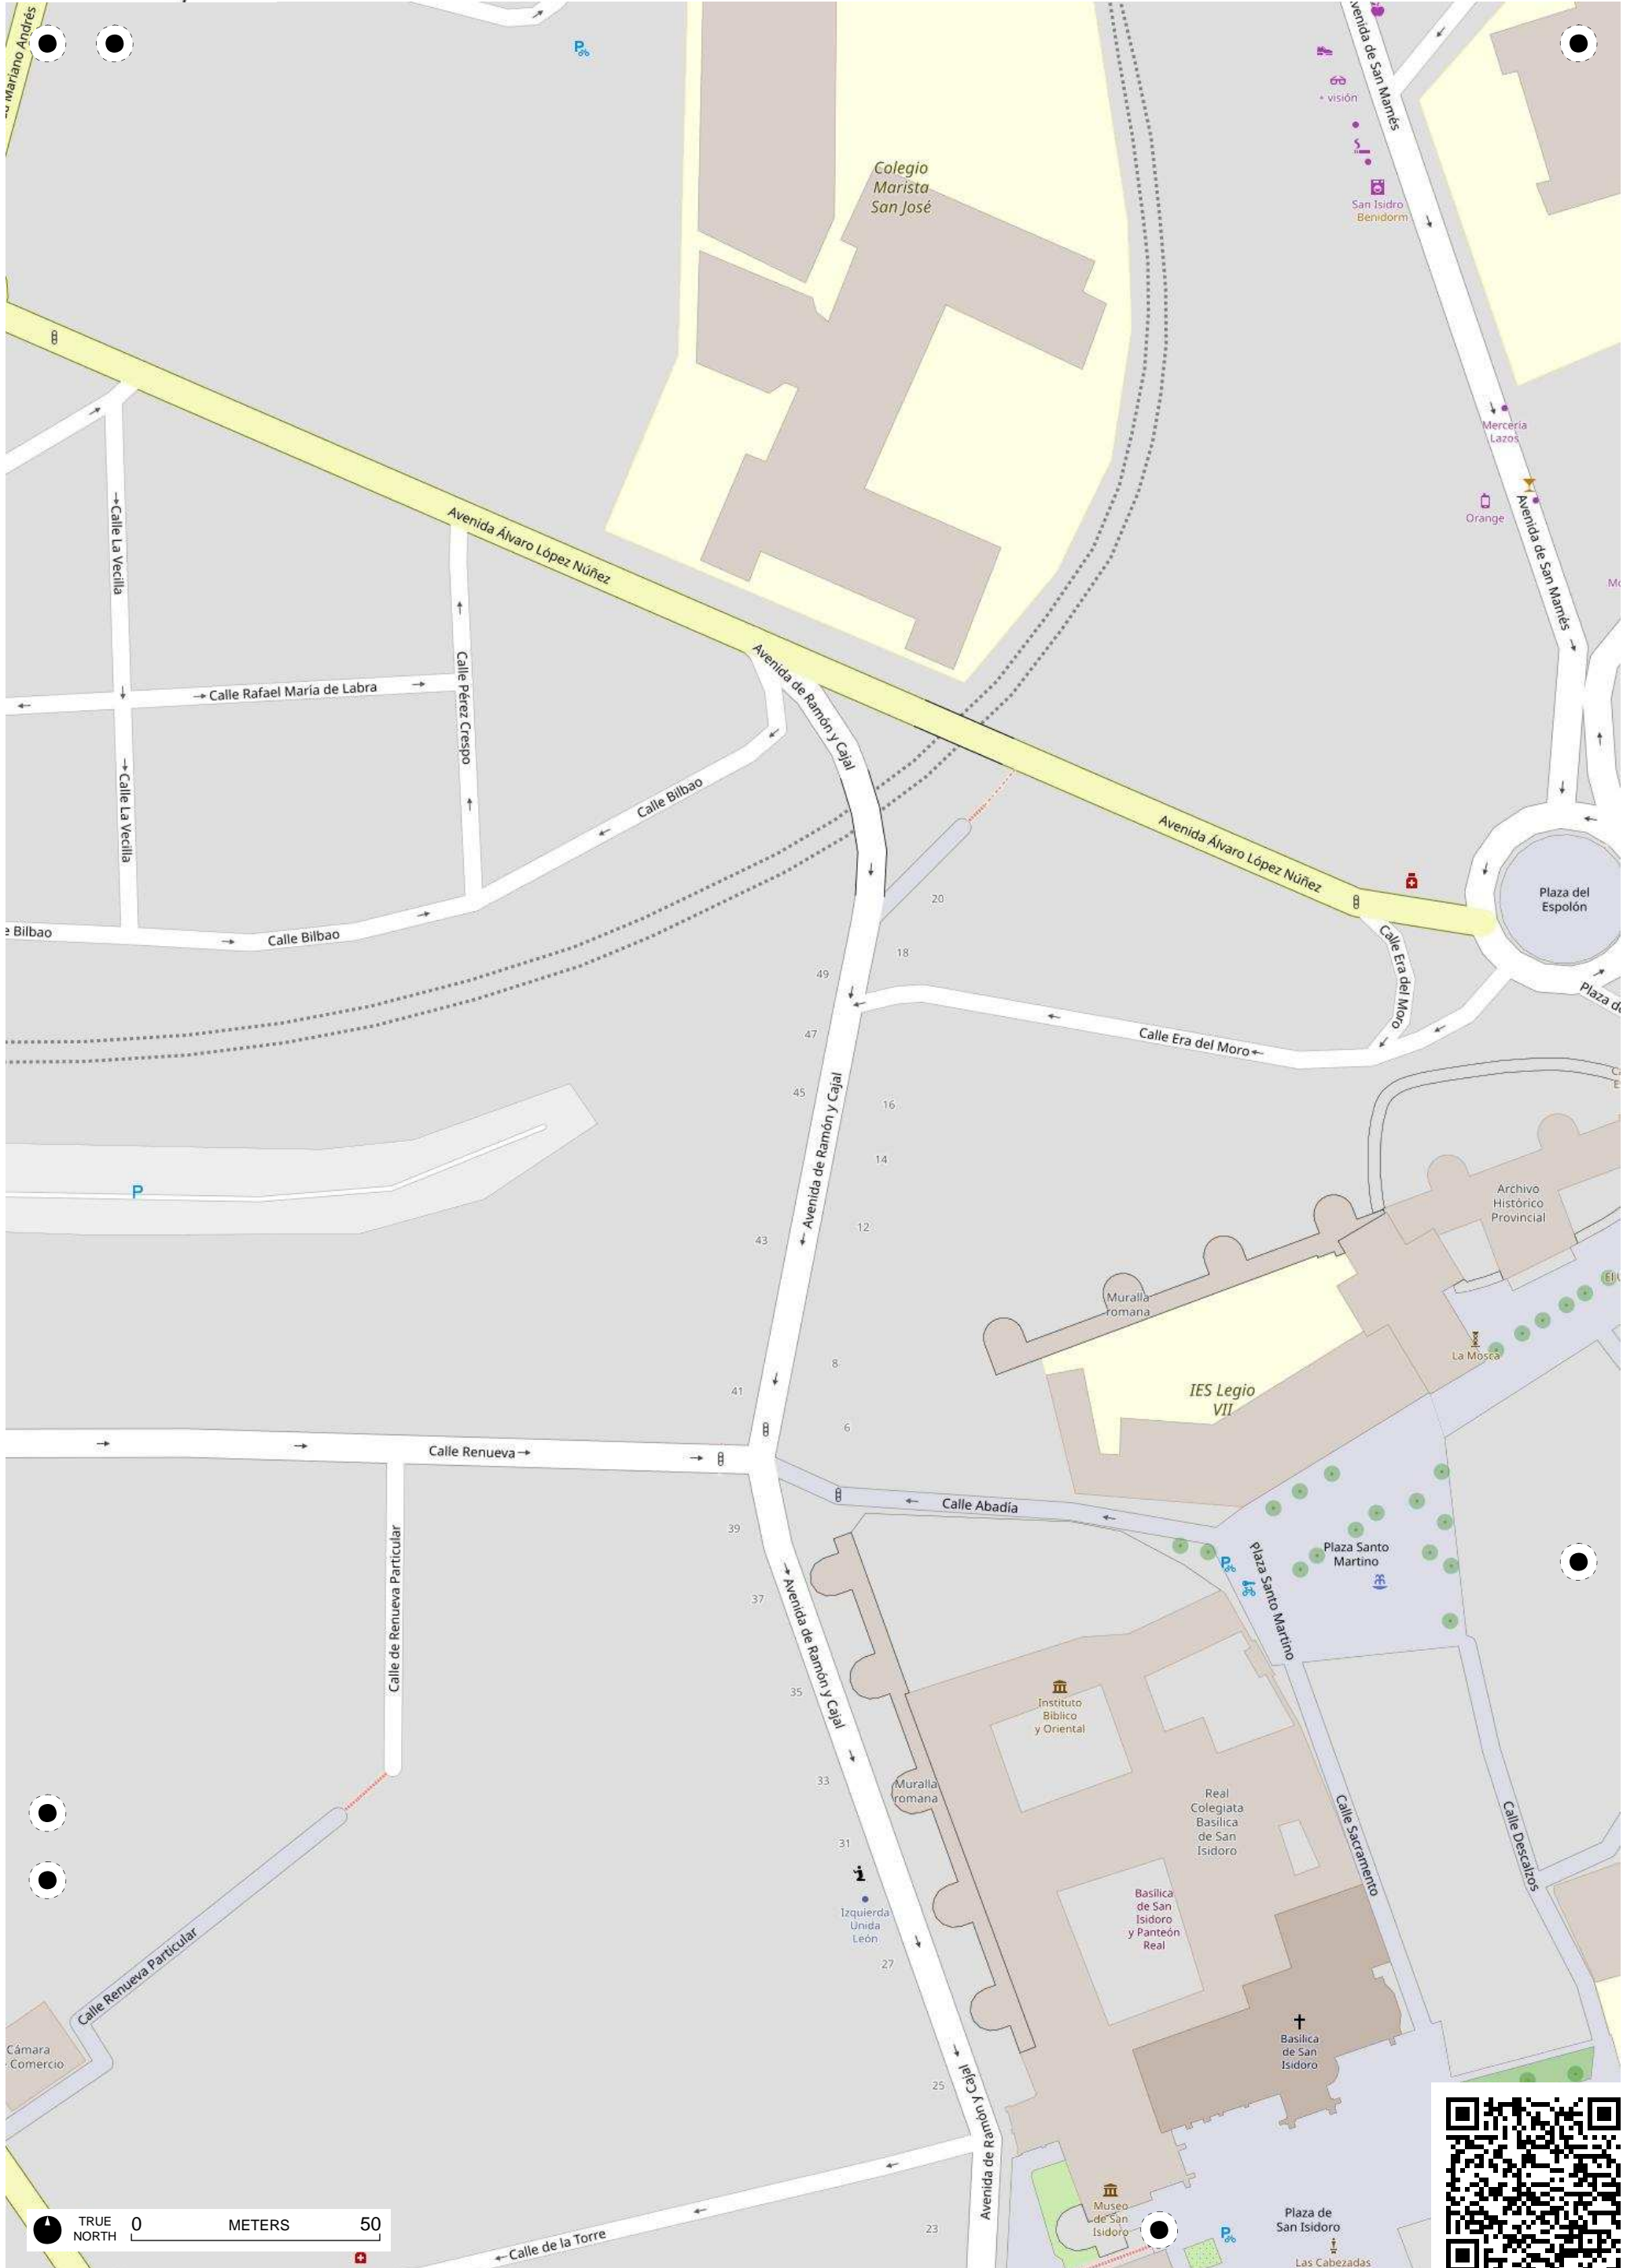 Mariano Andrés
Avenida de San Mamés
+ visión
Colegio
Marista
San José
San Isidro
Benidorm
Mercería
Lazos
Orange
Avenida de San Mamés
Calle La Vecilla
Avenida Álvaro López Núñez
Calle Rafael María de Labra
Calle Pérez Crespo
Avenida de Ramón y Cajal
Calle La Vecilla
Calle Bilbao
Avenida Álvaro López Núñez
Plaza del
Espolón
20
Bilbao
Calle Bilbao
18
Calle Era del Moro
49
Plaza de
47
Calle Era del Moro
45
16
Avenida de Ramón y Cajal
14
P
Archivo
Histórico
Provincial
12
43
Muralla
romana
La Mosca
8
41
IES Legio
VII
6
Calle Renueva
Calle Abadía
39
Calle de Renueva Particular
Plaza Santo
Martino
Plaza Santo Martino
37
Avenida de Ramón y Cajal
35
Instituto
Bíblico
y Oriental
33
Muralla
romana
Real
Colegiata
Basílica
de San
Isidoro
Calle Sacramento
Calle Descalzos
31
Izquierda
Unida
León
Basílica
de San
Isidoro
y Panteón
Real
27
Calle Renueva Particular
Basílica
de San
Isidoro
Cámara
Comercio
25
Avenida de Ramón y Cajal
Avenida de Ramón y Cajal
Museo
de San
Isidoro
Plaza de
San Isidoro
23
Calle de la Torre
Las Cabezadas
TRUE
NORTH
0 METERS 50